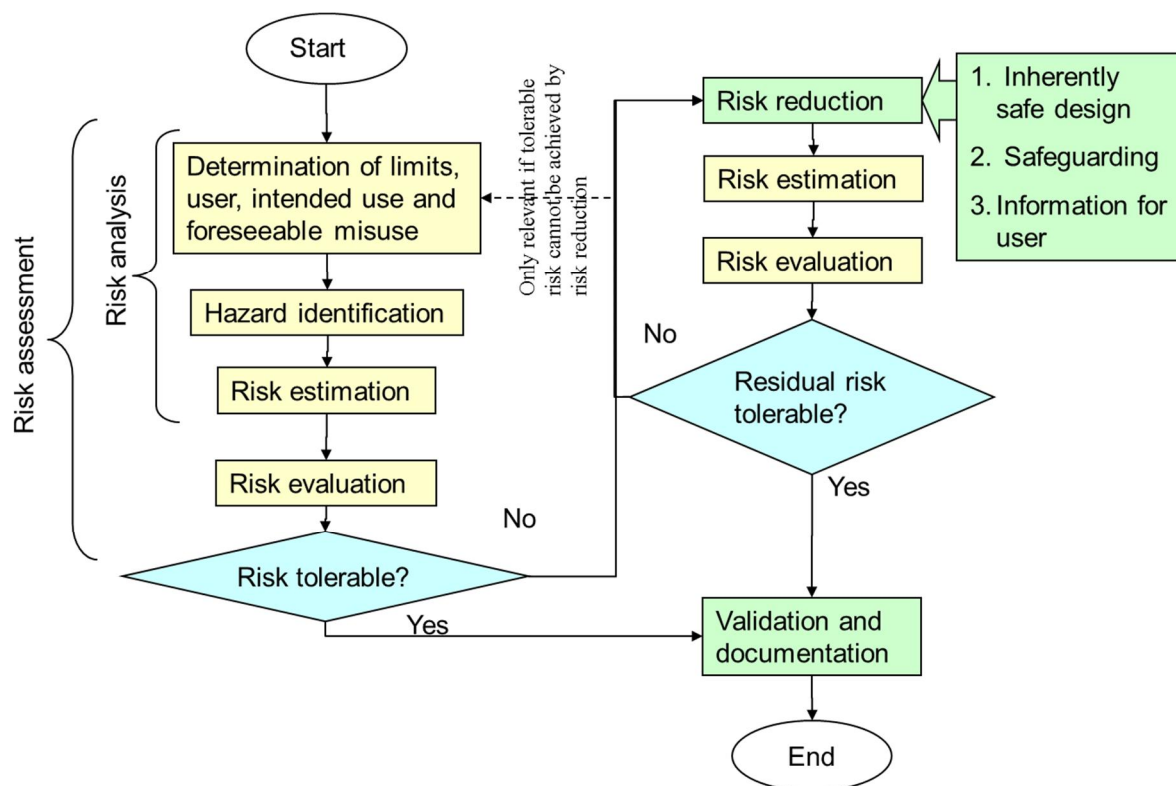 Start
Risk assessment
Risk analysis
Determination of limits,
user, intended use and
foreseeable misuse
Hazard identification
Risk estimation
Risk evaluation
Risk tolerable?
No
Yes
Only relevant if tolerable
risk cannot be achieved by
risk reduction
Risk reduction
1. Inherently
safe design
2. Safeguarding
3. Information for
user
Risk estimation
Risk evaluation
No
Residual risk
tolerable?
Yes
Validation and
documentation
End